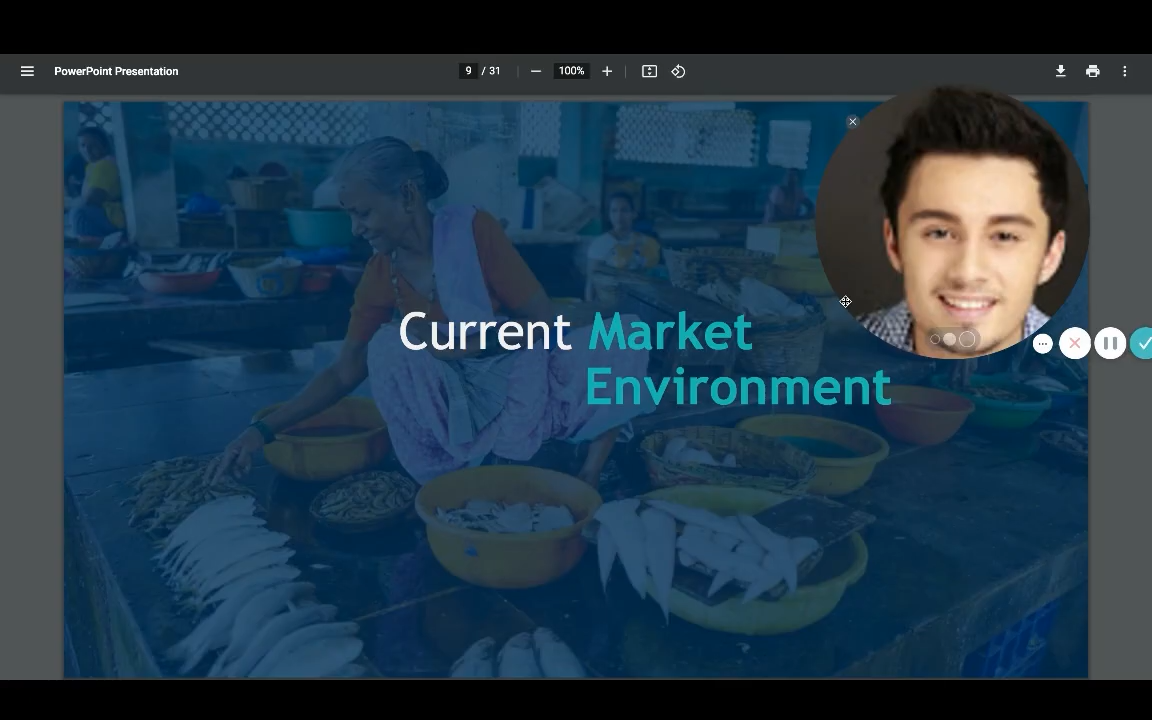 PowerPoint Presentation
9 / 31
100%
Current Market
Environment